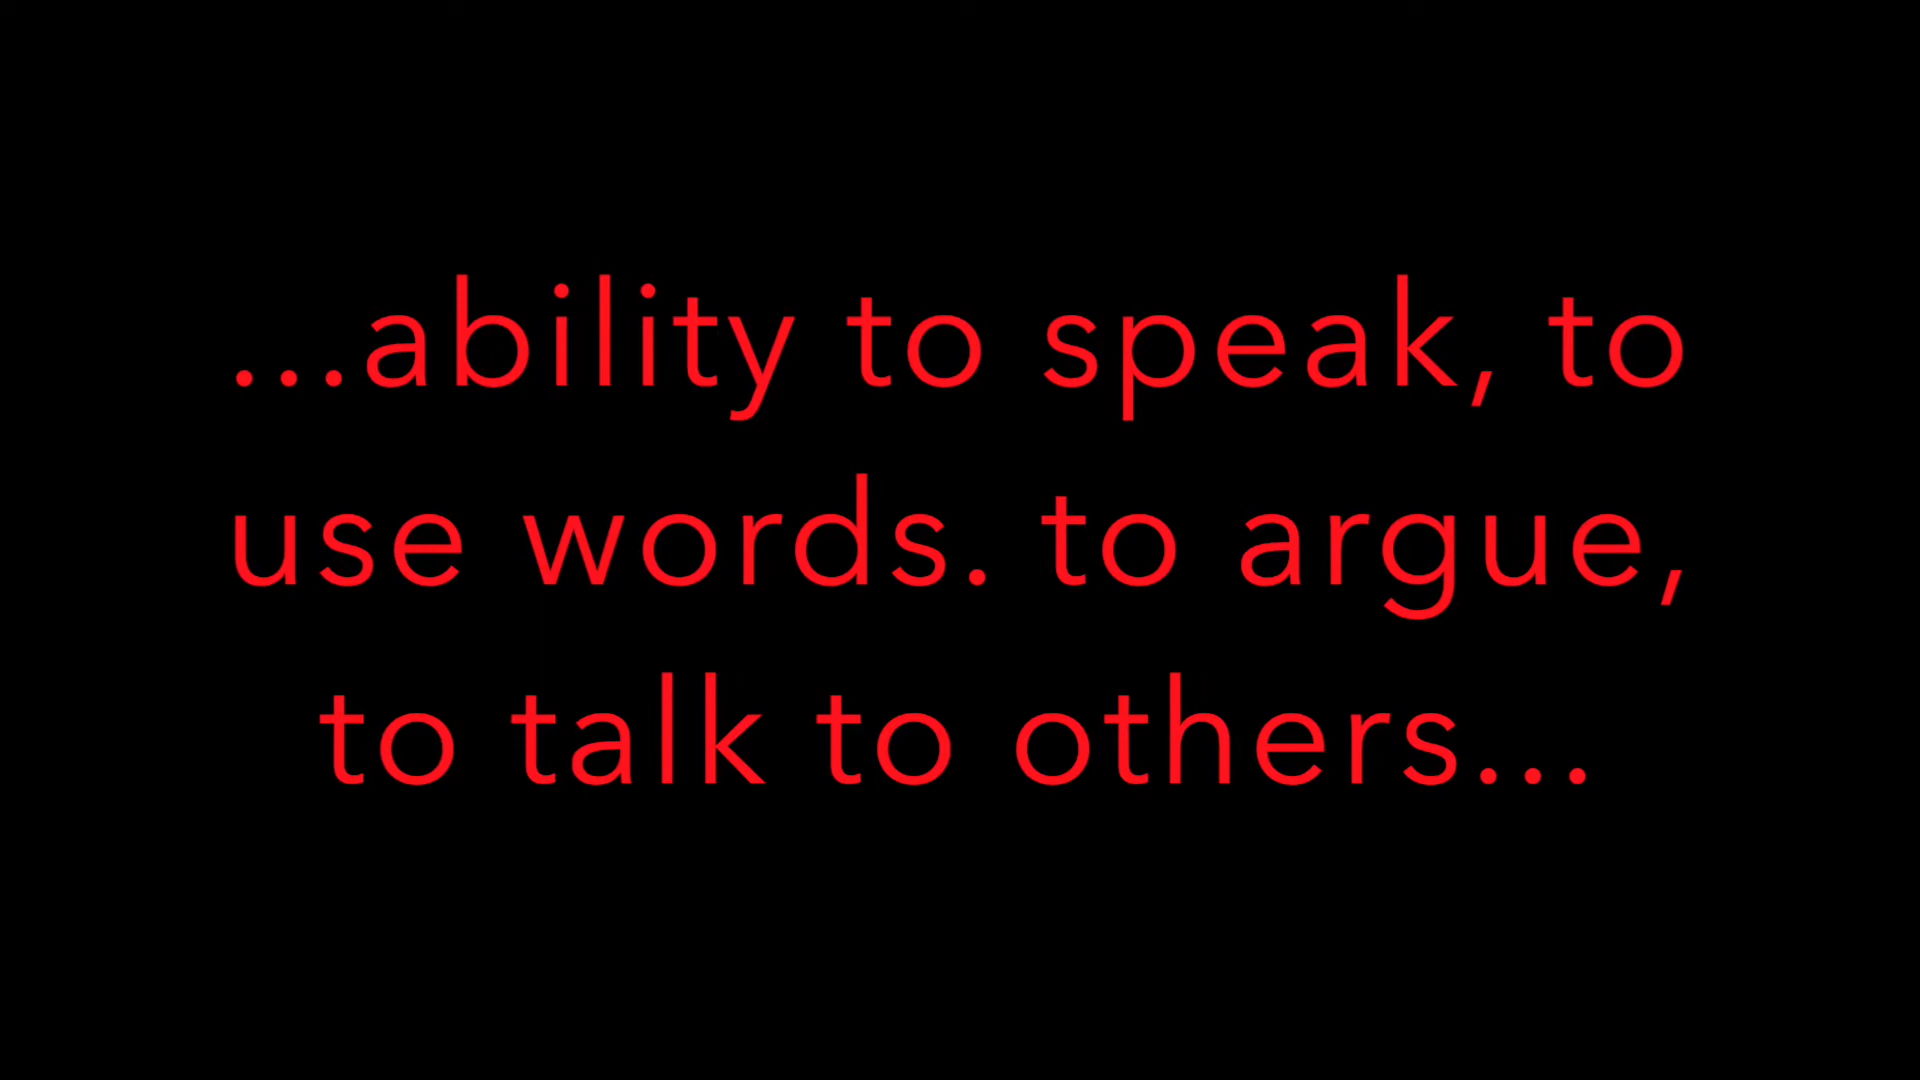 ...ability to speak, to
use words. to argue,
to talk to others...